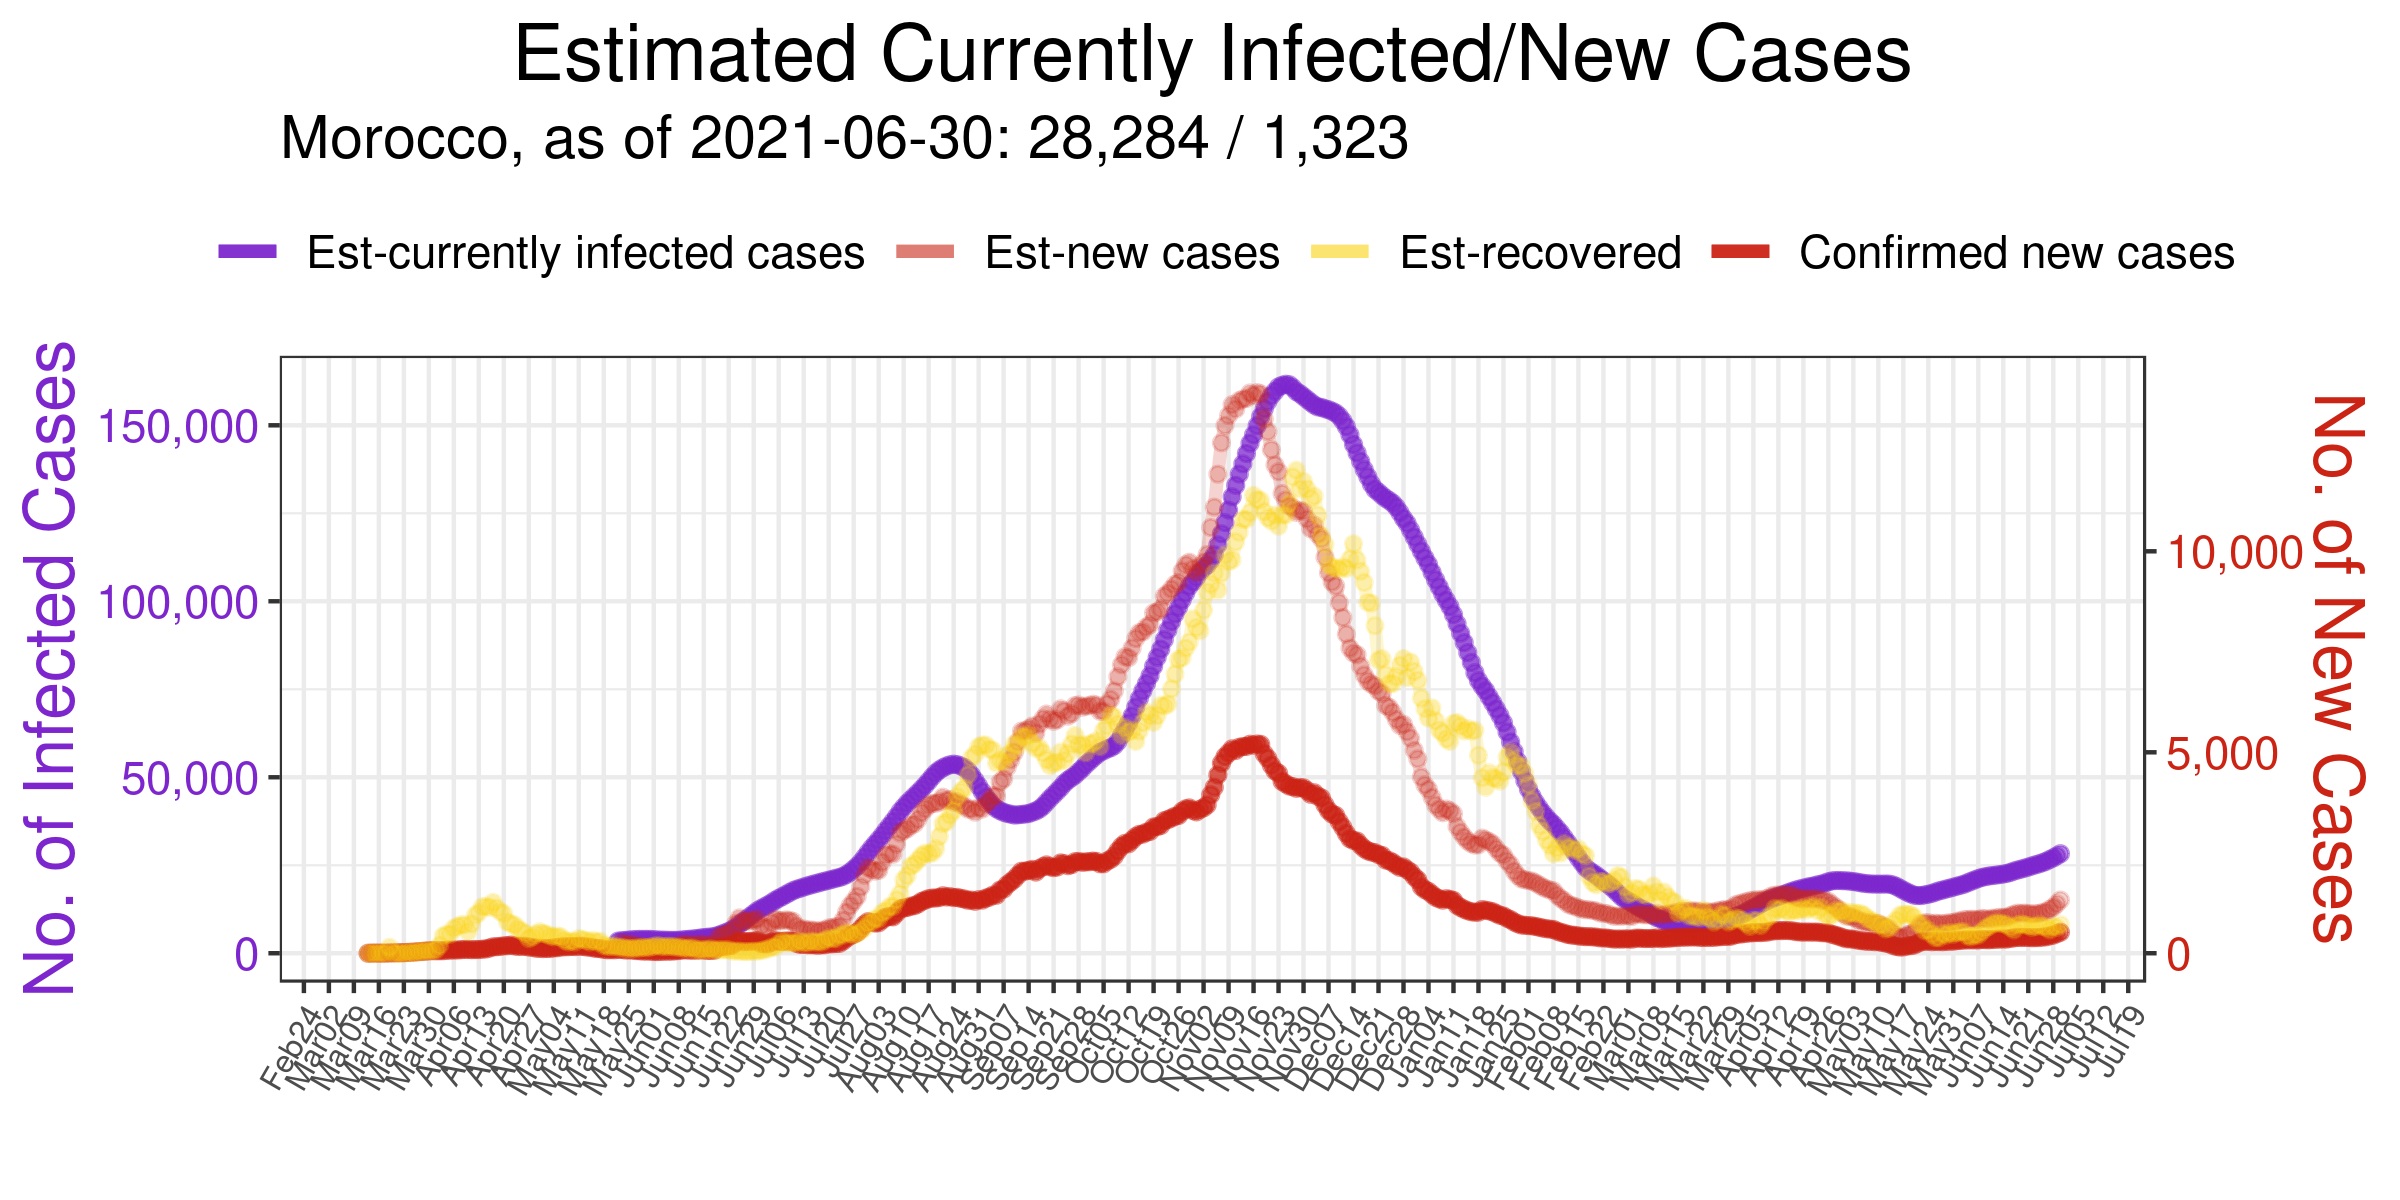 Estimated Currently Infected/New Cases
Morocco, as of 2021-06-30: 28,284 / 1,323
Est-currently infected cases
Est-new cases
Est-recovered
Confirmed new cases
No. of Infected Cases
150,000
100,000
50,000
0
No. of New Cases
10,000
5,000
0
Feb24
Mar02
Mar09
Mar16
Mar23
Mar30
Apr06
Apr13
Apr20
Apr27
May04
May11
May18
May25
Jun01
Jun08
Jun15
Jun22
Jun29
Jul06
Jul13
Jul20
Jul27
Aug03
Aug10
Aug17
Aug24
Aug31
Sep07
Sep14
Sep21
Sep28
Oct05
Oct12
Oct19
Oct26
Nov02
Nov09
Nov16
Nov23
Nov30
Dec07
Dec14
Dec21
Dec28
Jan04
Jan11
Jan18
Jan25
Feb01
Feb08
Feb15
Feb22
Mar01
Mar08
Mar15
Mar22
Mar29
Apr05
Apr12
Apr19
Apr26
May03
May10
May17
May24
May31
Jun07
Jun14
Jun21
Jun28
Jul05
Jul12
Jul19